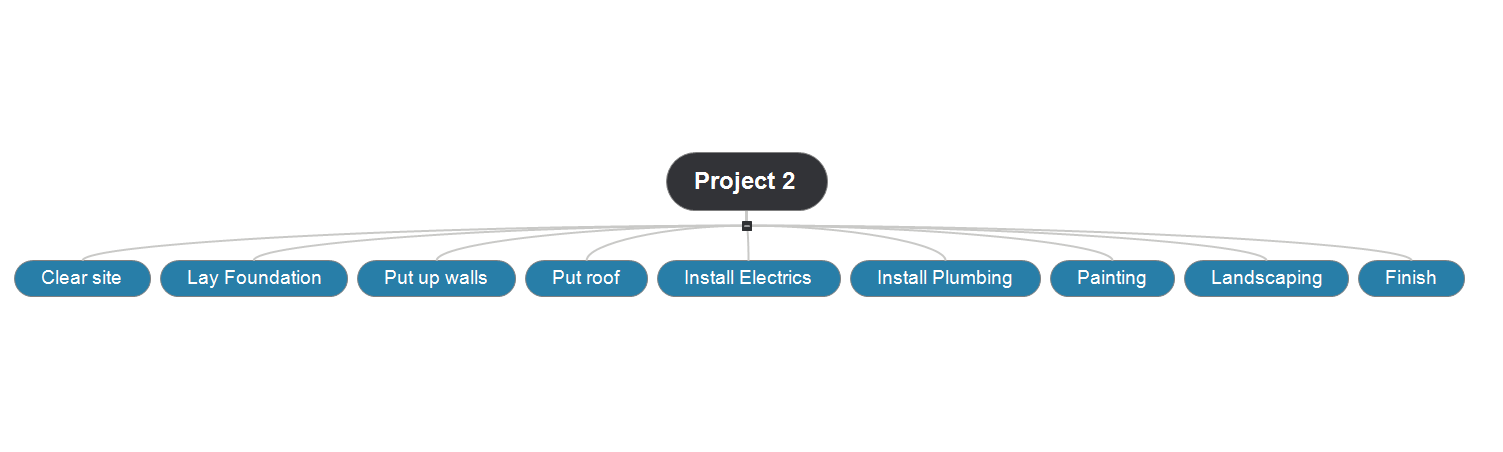 Project 2
Clear site
Lay Foundation
Put up walls
Put roof
Install Electrics
Install Plumbing
Painting
Landscaping
Finish